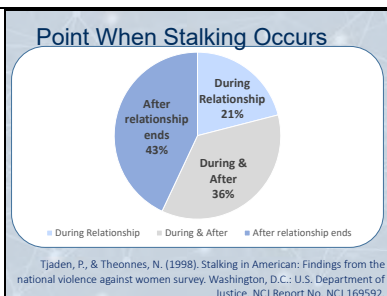 Point When Stalking Occurs
During
Relationship
21%
After
relationship
ends
43%
During &
After
36%
During Relationship
During & After
After relationship ends
Tjaden, P., & Theonnes, N. (1998). Stalking in American: Findings from the
national violence against women survey. Washington, D.C.: U.S. Department of
Justice, NCJ Report No. NCJ 169592.